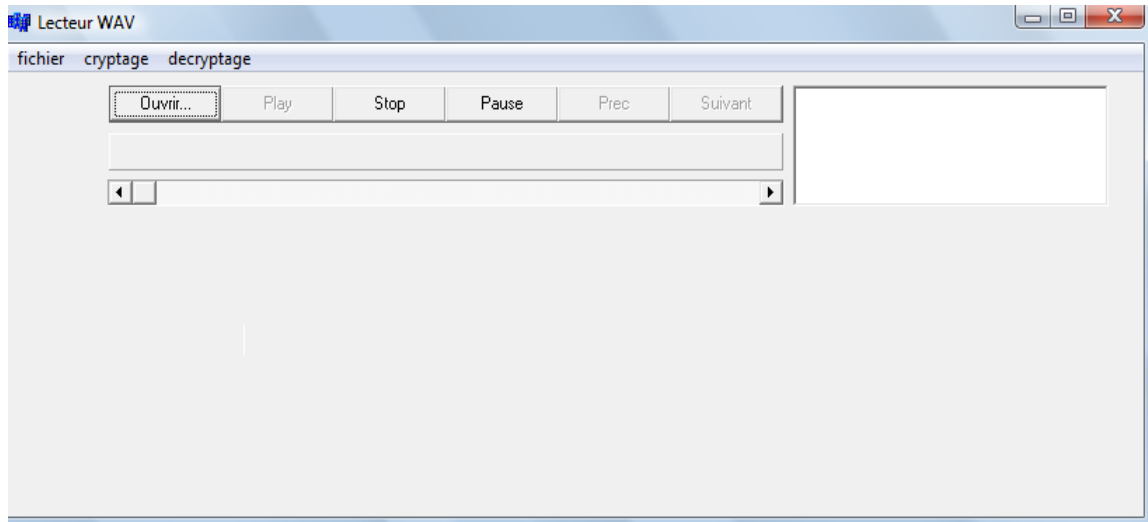 Lecteur WAV
fichier cryptage decryptage
Ouvrir... Play Stop Pause Prec Suivant